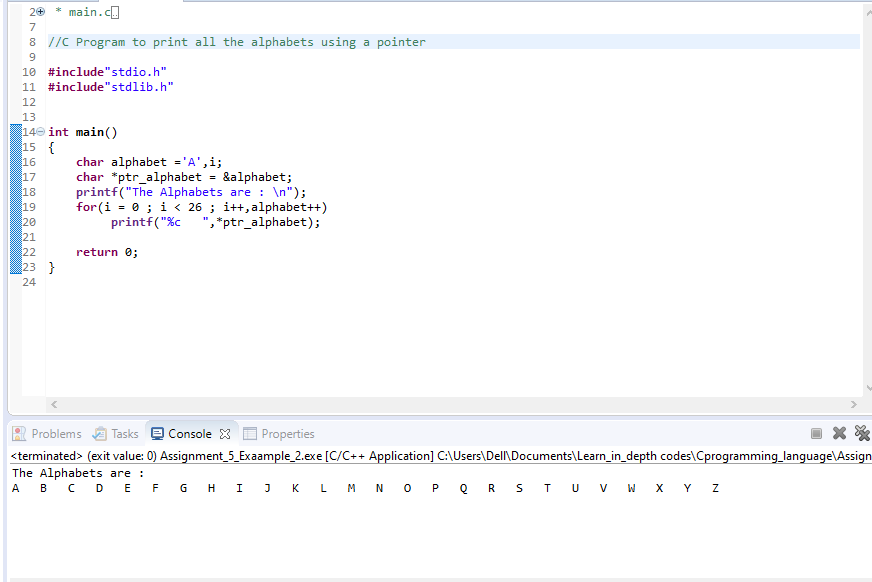 2 * main.c
7
8 //C Program to print all the alphabets using a pointer
9
10 #include"stdio.h"
11 #include"stdlib.h"
12
13
14 int main()
15 {
16     char alphabet ='A',i;
17     char *ptr_alphabet = &alphabet;
18     printf("The Alphabets are : \n");
19     for(i = 0 ; i < 26 ; i++,alphabet++)
20          printf("%c   ",*ptr_alphabet);
21
22     return 0;
23 }
24
Problems Tasks Console Properties
<terminated> (exit value: 0) Assignment_5_Exaample_2.exe [C/C++ Application] C:\Users\Dell\Documents\Learn_in_depth codes\Cprogramming_language\Assign
The Alphabets are :
A   B   C   D   E   F   G   H   I   J   K   L   M   N   O   P   Q   R   S   T   U   V   W   X   Y   Z